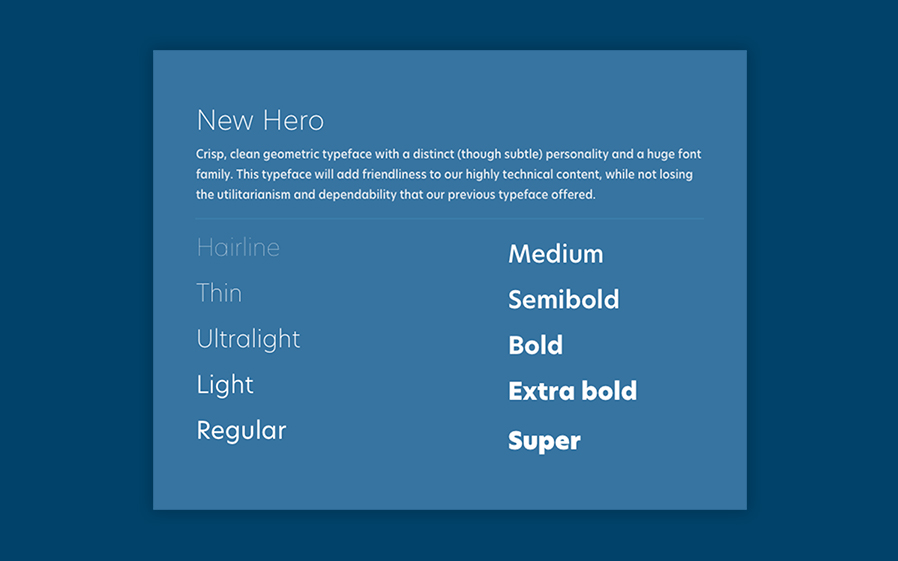 New Hero
Crisp, clean geometric typeface with a distinct (though subtle) personality and a huge font
family. This typeface will add friendliness to our highly technical content, while not losing
the utilitarianism and dependability that our previous typeface offered.
Hairline
Thin
Ultralight
Light
Regular
Medium
Semibold
Bold
Extra bold
Super